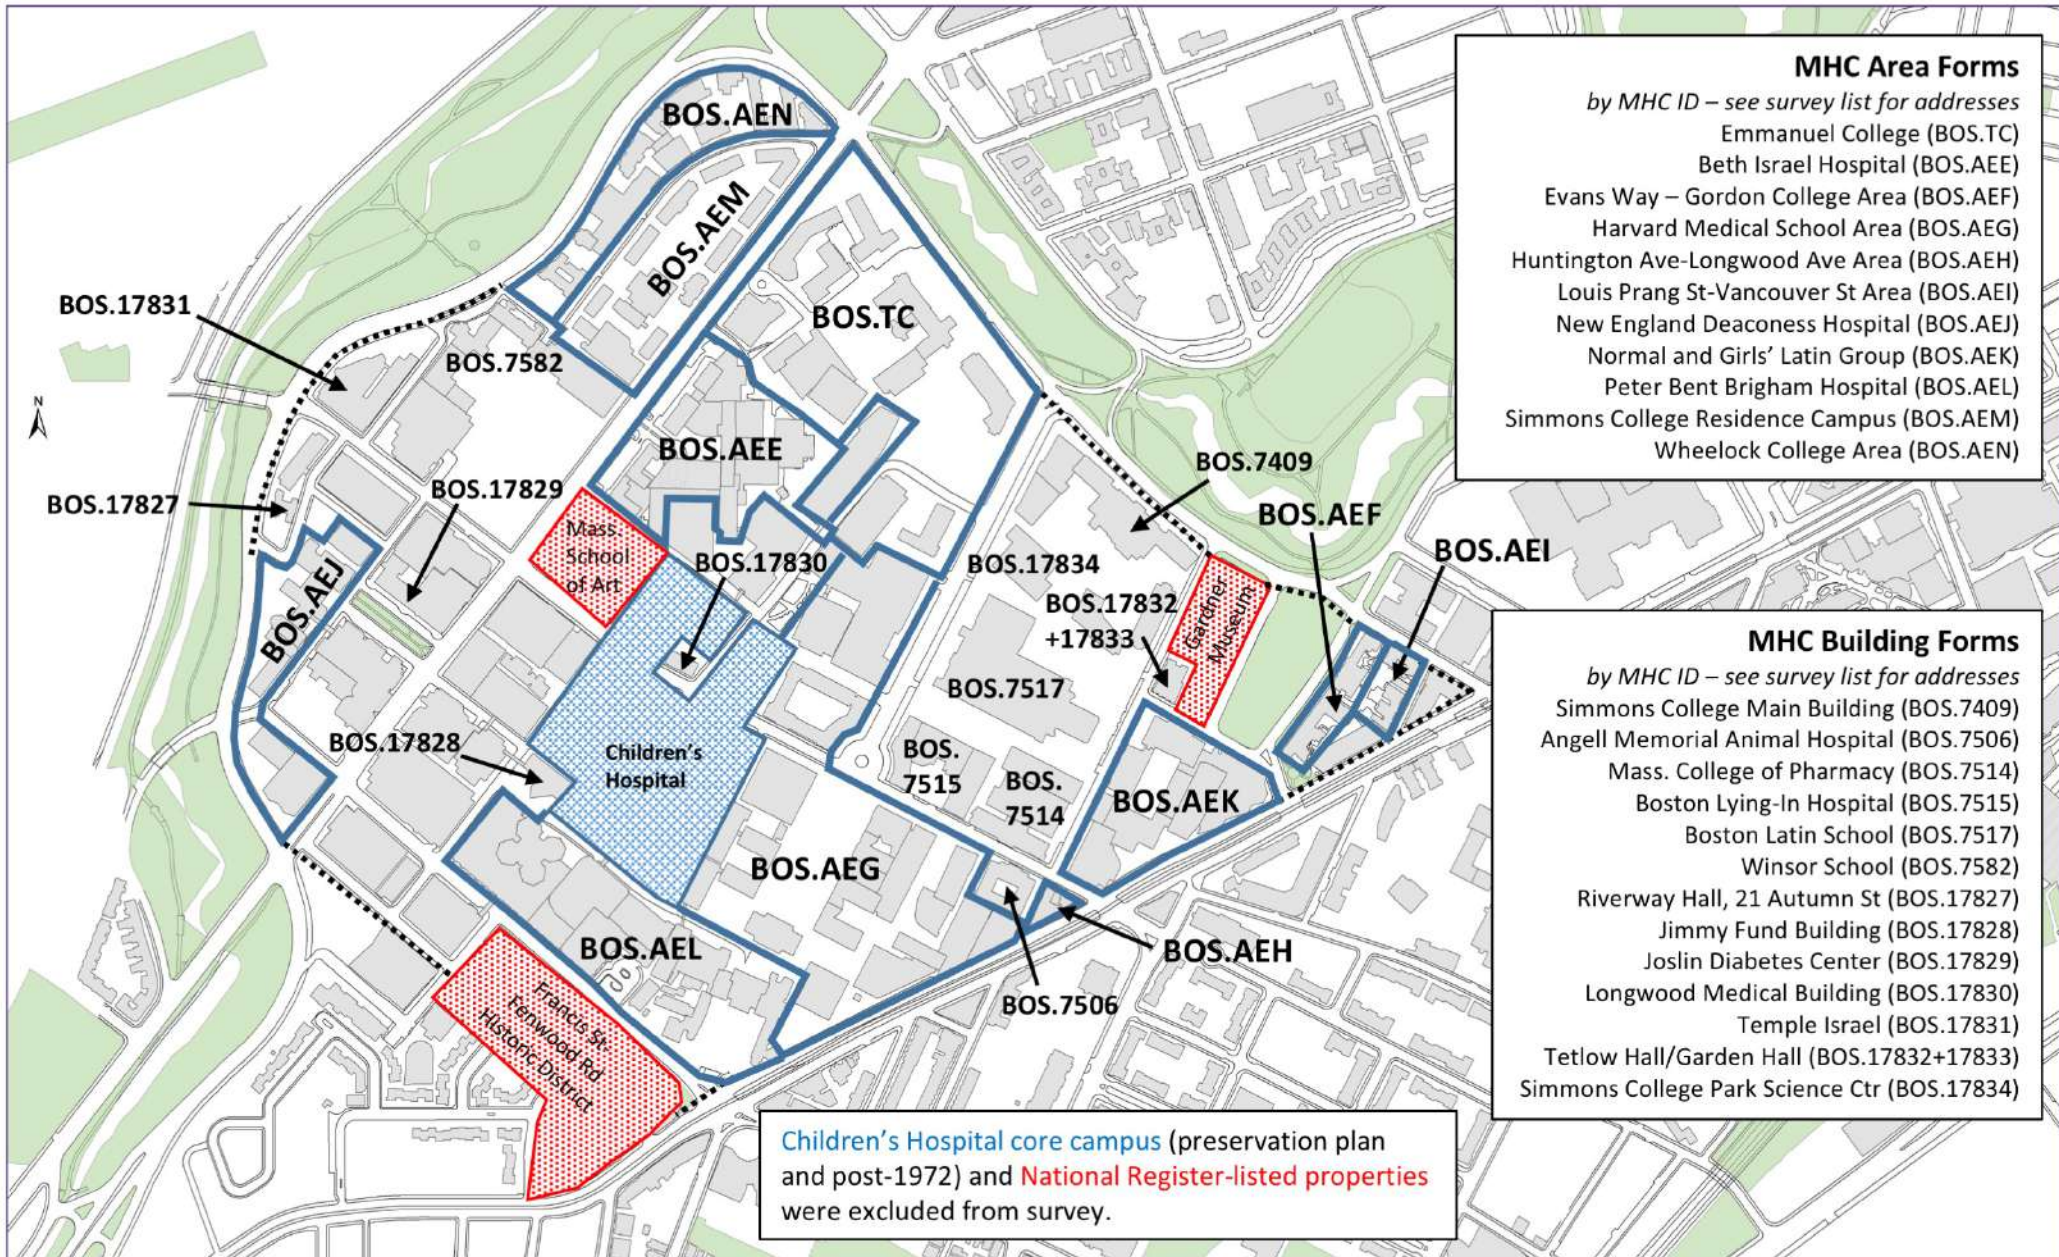 MHC Area Forms
by MHC ID – see survey list for addresses
Emmanuel College (BOS.TC)
Beth Israel Hospital (BOS.AEE)
Evans Way – Gordon College Area (BOS.AEF)
Harvard Medical School Area (BOS.AEG)
Huntington Ave-Longwood Ave Area (BOS.AEH)
Louis Prang St-Vancouver St Area (BOS.AEI)
New England Deaconess Hospital (BOS.AEJ)
Normal and Girls' Latin Group (BOS.AEK)
Peter Bent Brigham Hospital (BOS.AEL)
Simmons College Residence Campus (BOS.AEM)
Wheelock College Area (BOS.AEN)
BOS.AEN
BOS.AEM
BOS.TC
BOS.17831
BOS.7582
N
BOS.AEE
BOS.7409
BOS.17827
BOS.17829
BOS.AEF
BOS.AEI
Mass.
School
of Art
BOS.17830
BOS.17834
BOS.AEJ
BOS.17832
+17833
Gardner
Museum
BOS.7517
BOS.17828
Children's
Hospital
BOS.
7515
BOS.
7514
BOS.AEK
BOS.AEG
BOS.AEL
BOS.AEH
BOS.7506
Francis St-
Fenwood Rd
Historic District
MHC Building Forms
by MHC ID – see survey list for addresses
Simmons College Main Building (BOS.7409)
Angell Memorial Animal Hospital (BOS.7506)
Mass. College of Pharmacy (BOS.7514)
Boston Lying-In Hospital (BOS.7515)
Boston Latin School (BOS.7517)
Winsor School (BOS.7582)
Riverway Hall, 21 Autumn St (BOS.17827)
Jimmy Fund Building (BOS.17828)
Joslin Diabetes Center (BOS.17829)
Longwood Medical Building (BOS.17830)
Temple Israel (BOS.17831)
Tetlow Hall/Garden Hall (BOS.17832+17833)
Simmons College Park Science Ctr (BOS.17834)
Children's Hospital core campus (preservation plan
and post-1972) and National Register-listed properties
were excluded from survey.